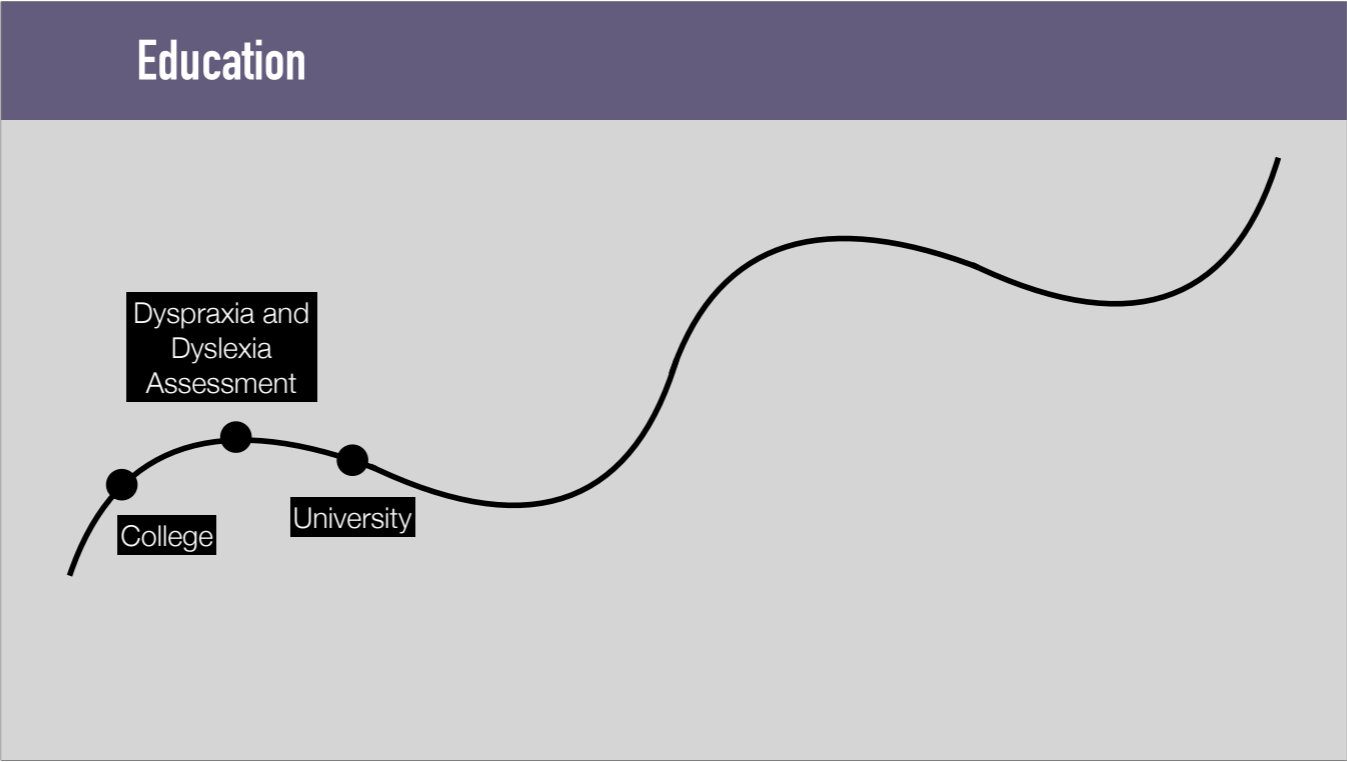 Education
Dyspraxia and
Dyslexia
Assessment
College
University